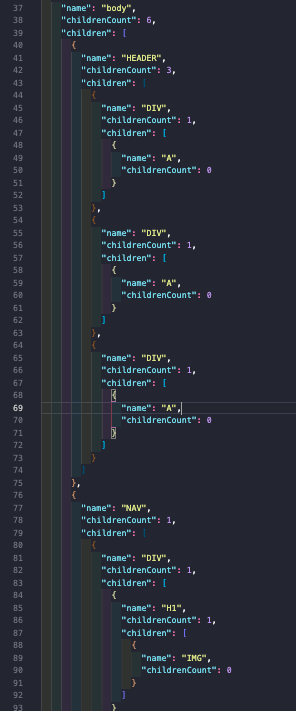 37 "name": "body",
38 "childrenCount": 6,
39 "children": [
40 {
41 "name": "HEADER",
42 "childrenCount": 3,
43 "children": [
44 {
45 "name": "DIV",
46 "childrenCount": 1,
47 "children": [
48 {
49 "name": "A",
50 "childrenCount": 0
51 }
52 ]
53 },
54 {
55 "name": "DIV",
56 "childrenCount": 1,
57 "children": [
58 {
59 "name": "A",
60 "childrenCount": 0
61 }
62 ]
63 },
64 {
65 "name": "DIV",
66 "childrenCount": 1,
67 "children": [
68 {
69 "name": "A",
70 "childrenCount": 0
71 }
72 ]
73 }
74 ]
75 },
76 {
77 "name": "NAV",
78 "childrenCount": 1,
79 "children": [
80 {
81 "name": "DIV",
82 "childrenCount": 1,
83 "children": [
84 {
85 "name": "H1",
86 "childrenCount": 1,
87 "children": [
88 {
89 "name": "IMG",
90 "childrenCount": 0
91 }
92 ]
93 }